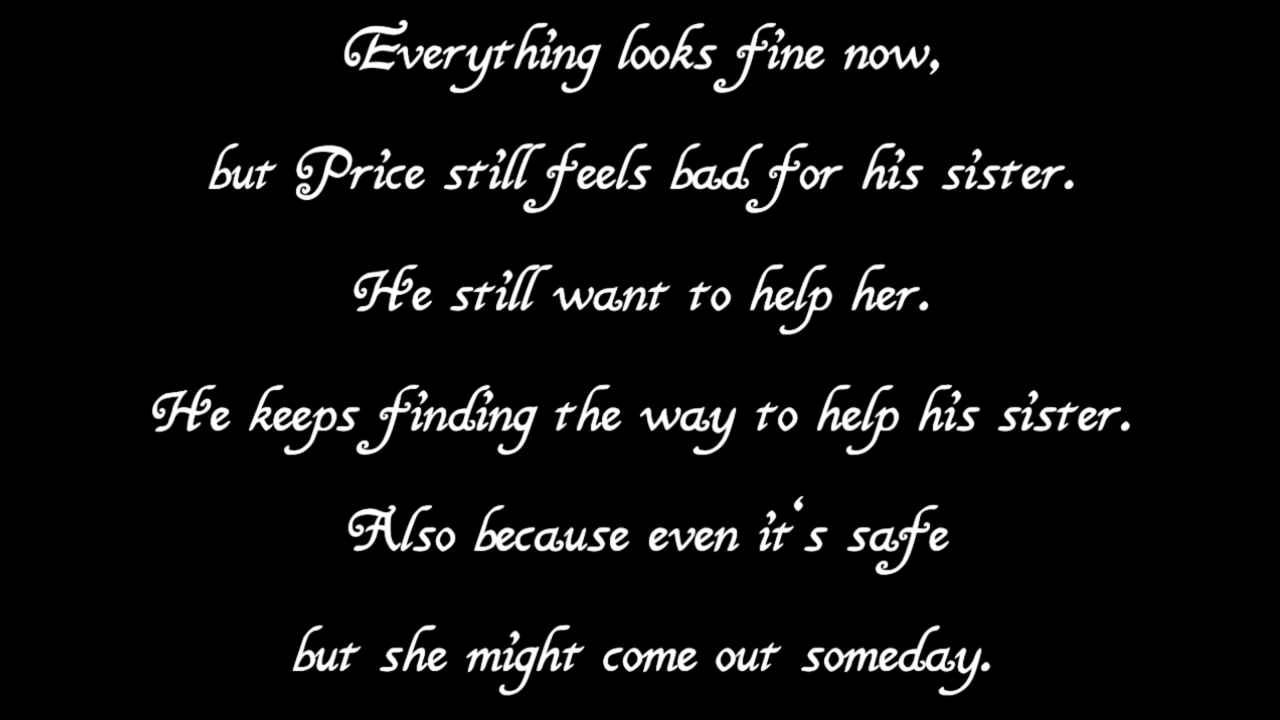 Everything looks fine now,
but Price still feels bad for his sister.
He still want to help her.
He keeps finding the way to help his sister.
Also because even it‘s safe
but she might come out someday.